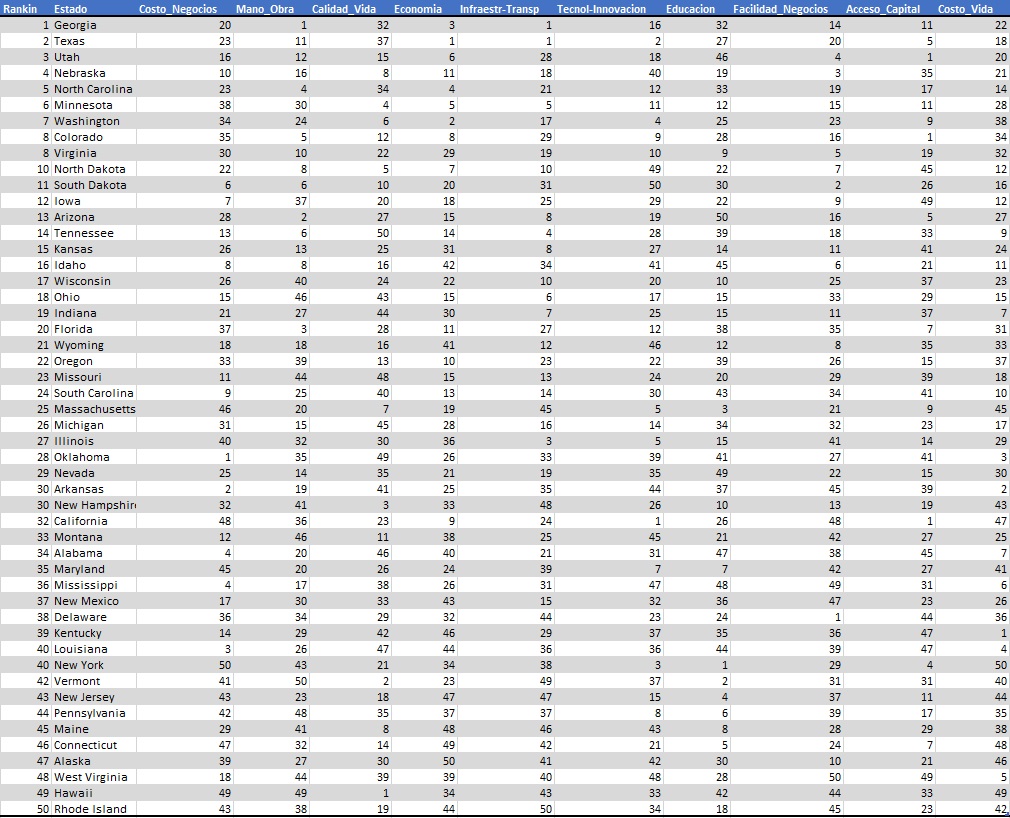 Rankin Estado Costo_Negocios Mano_Obra Calidad_Vida Economia Infraestr-Transp Tecnol-Innovacion Educacion Facilidad_Negocios Acceso_Capital Costo_Vida
1 Georgia 20 1 32 3 1 16 32 14 11 22
2 Texas 23 11 37 1 1 2 27 20 5 18
3 Utah 16 12 15 6 28 18 46 4 1 20
4 Nebraska 10 16 8 11 18 40 19 3 35 21
5 North Carolina 23 4 34 4 21 12 33 19 17 14
6 Minnesota 38 30 4 5 5 11 12 15 11 28
7 Washington 34 24 6 2 17 4 25 23 9 38
8 Colorado 35 5 12 8 29 9 28 16 1 34
8 Virginia 30 10 22 29 19 10 9 5 19 32
10 North Dakota 22 8 5 7 10 49 22 7 45 12
11 South Dakota 6 6 10 20 31 50 30 2 26 16
12 Iowa 7 37 20 18 25 29 22 9 49 12
13 Arizona 28 2 27 15 8 19 50 16 5 27
14 Tennessee 13 6 50 14 4 28 39 18 33 9
15 Kansas 26 13 25 31 8 27 14 11 41 24
16 Idaho 8 8 16 42 34 41 45 6 21 11
17 Wisconsin 26 40 24 22 10 20 10 25 37 23
18 Ohio 15 46 43 15 6 17 15 33 29 15
19 Indiana 21 27 44 30 7 25 15 11 37 7
20 Florida 37 3 28 11 27 12 38 35 7 31
21 Wyoming 18 18 16 41 12 46 12 8 35 33
22 Oregon 33 39 13 10 23 22 39 26 15 37
23 Missouri 11 44 48 15 13 24 20 29 39 18
24 South Carolina 9 25 40 13 14 30 43 34 41 10
25 Massachusetts 46 20 7 19 45 5 3 21 9 45
26 Michigan 31 15 45 28 16 14 34 32 23 17
27 Illinois 40 32 30 36 3 5 15 41 14 29
28 Oklahoma 1 35 49 26 33 39 41 27 41 3
29 Nevada 25 14 35 21 19 35 49 22 15 30
30 Arkansas 2 19 41 25 35 44 37 45 39 2
30 New Hampshir 32 41 3 33 48 26 10 13 19 43
32 California 48 36 23 9 24 1 26 48 1 47
33 Montana 12 46 11 38 25 45 21 42 27 25
34 Alabama 4 20 46 40 21 31 47 38 45 7
35 Maryland 45 20 26 24 39 7 7 42 27 41
36 Mississippi 4 17 38 26 31 47 48 49 31 6
37 New Mexico 17 30 33 43 15 32 36 47 23 26
38 Delaware 36 34 29 32 44 23 24 1 44 36
39 Kentucky 14 29 42 46 29 37 35 36 47 1
40 Louisiana 3 26 47 44 36 36 44 39 47 4
40 New York 50 43 21 34 38 3 1 29 4 50
42 Vermont 41 50 2 23 49 37 2 31 31 40
43 New Jersey 43 23 18 47 47 15 4 37 11 44
44 Pennsylvania 42 48 35 37 37 8 6 39 17 35
45 Maine 29 41 8 48 46 43 8 28 29 38
46 Connecticut 47 32 14 49 42 21 5 24 7 48
47 Alaska 39 27 30 50 41 42 30 10 21 46
48 West Virginia 18 44 39 39 40 48 28 50 49 5
49 Hawaii 49 49 1 34 43 33 42 44 33 49
50 Rhode Island 43 38 19 44 50 34 18 45 23 42